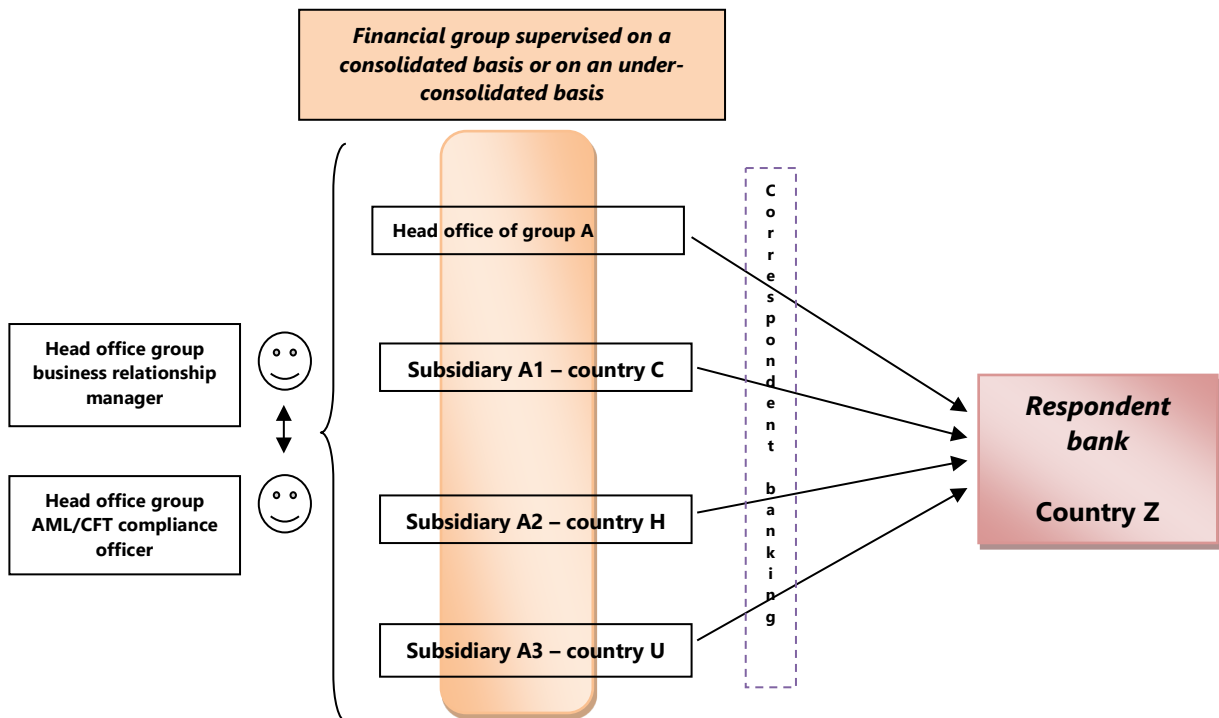 Financial group supervised on a
consolidated basis or on an under-
consolidated basis
Head office of group A
Subsidiary A1 – country C
Subsidiary A2 – country H
Subsidiary A3 – country U
Head office group
business relationship
manager
Head office group
AML/CFT compliance
officer
Correspondent banking
Respondent
bank
Country Z